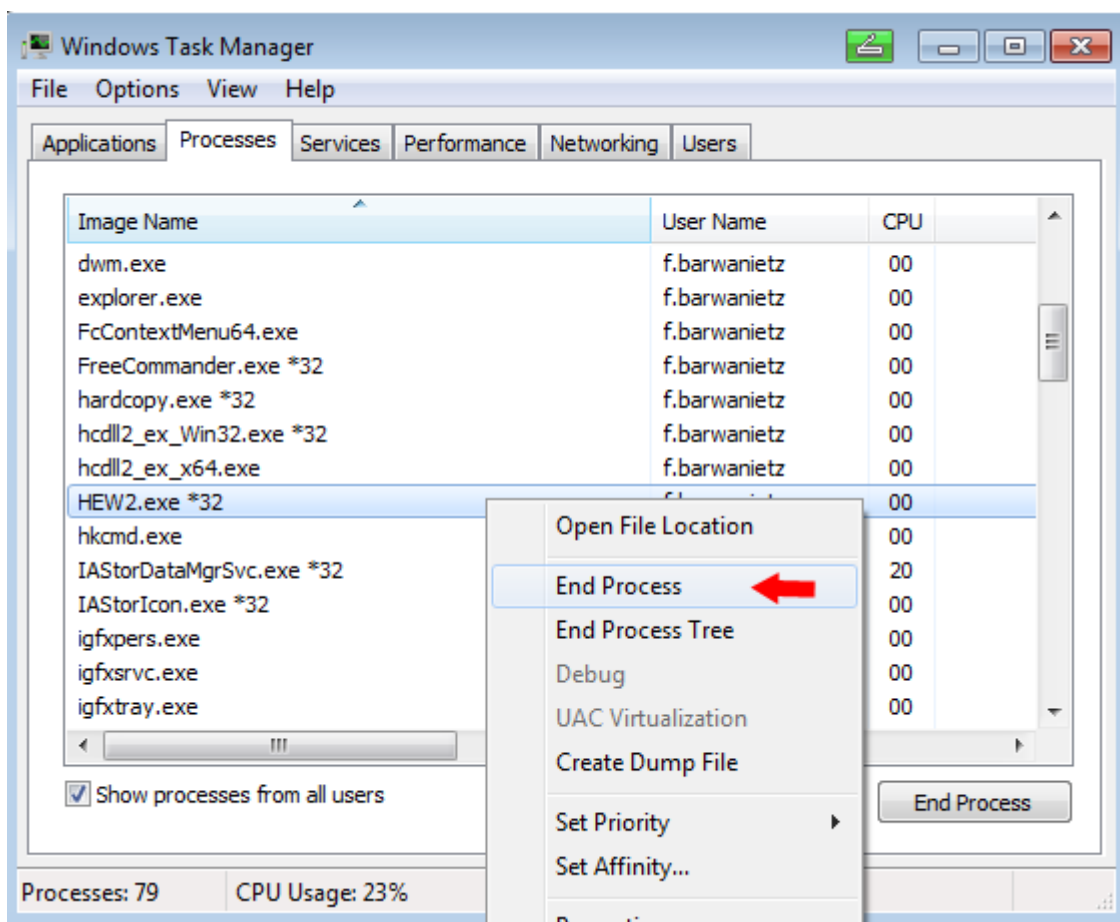 Windows Task Manager
File Options View Help
Applications Processes Services Performance Networking Users
Image Name User Name CPU
dwm.exe f.barwanietz 00
explorer.exe f.barwanietz 00
FcContextMenu64.exe f.barwanietz 00
FreeCommander.exe *32 f.barwanietz 00
hardcopy.exe *32 f.barwanietz 00
hcdll2_ex_Win32.exe *32 f.barwanietz 00
hcdll2_ex_x64.exe f.barwanietz 00
HEW2.exe *32 00
hkcmd.exe 00
IAStorDataMgrSvc.exe *32 20
IAStorIcon.exe *32 00
igfxpers.exe 00
igfxsrvc.exe 00
igfxtray.exe 00
Open File Location
End Process
End Process Tree
Debug
UAC Virtualization
Create Dump File
Set Priority
Set Affinity...
Show processes from all users
End Process
Processes: 79 CPU Usage: 23%